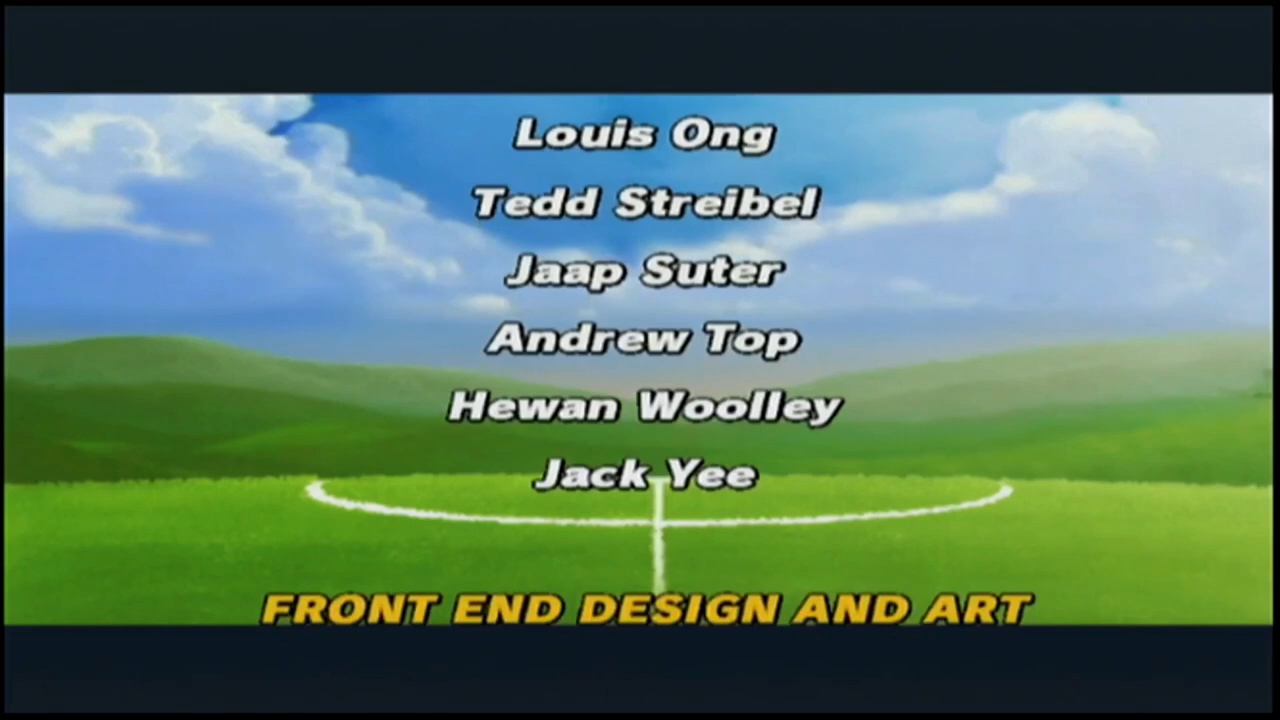 Louis Ong
Tedd Streibel
Jaap Suter
Andrew Top
Hewan Woolley
Jack Yee
FRONT END DESIGN AND ART